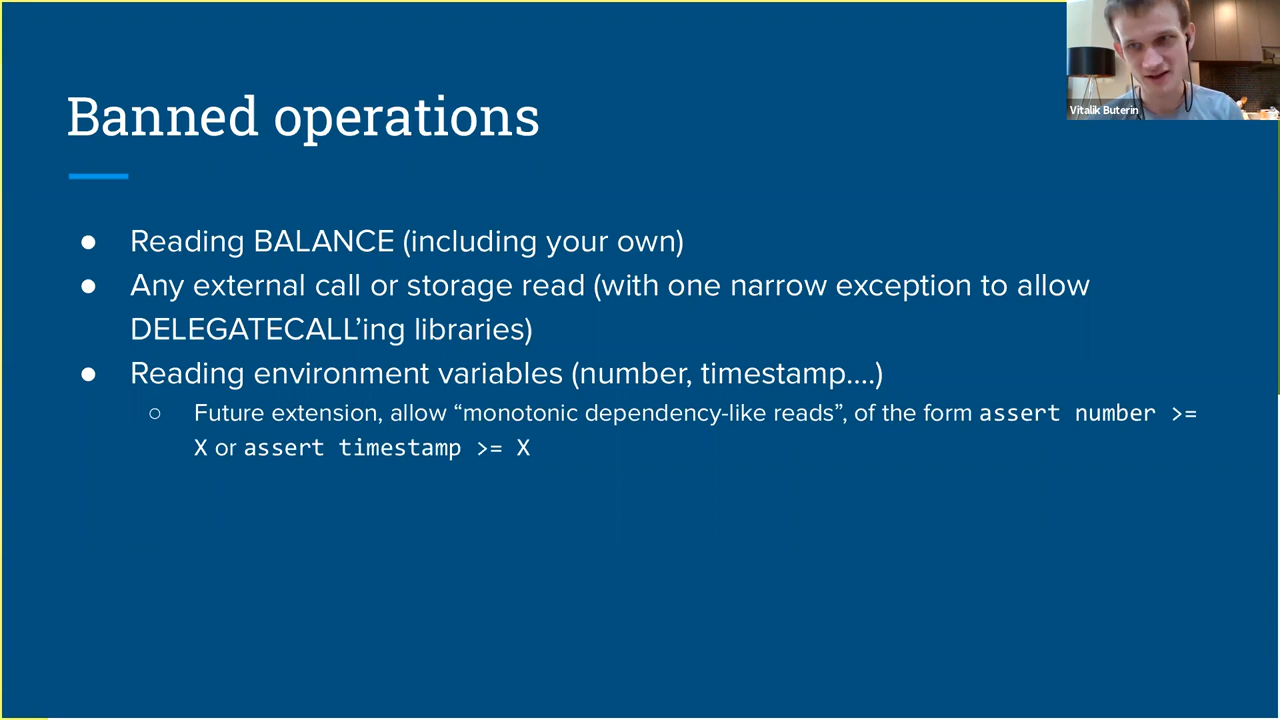 Banned operations
Vitalik Buterin
● Reading BALANCE (including your own)
● Any external call or storage read (with one narrow exception to allow
DELEGATECALL’ing libraries)
● Reading environment variables (number, timestamp....)
○ Future extension, allow “monotonic dependency-like reads”, of the form assert number >=
X or assert timestamp >= X